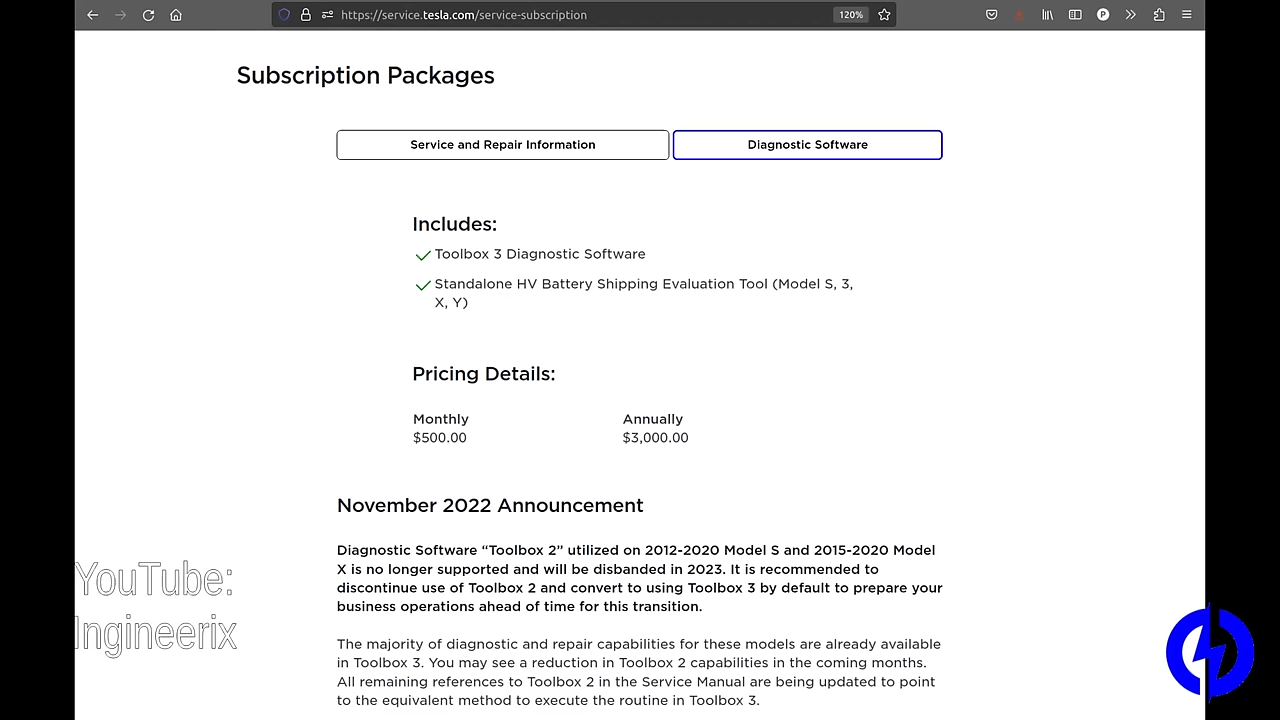 https://service.tesla.com/service-subscription
120%
P
Subscription Packages
Service and Repair Information
Diagnostic Software
Includes:
Toolbox 3 Diagnostic Software
Standalone HV Battery Shipping Evaluation Tool (Model S, 3,
X, Y)
Pricing Details:
Monthly
Annually
$500.00
$3,000.00
November 2022 Announcement
Diagnostic Software “Toolbox 2” utilized on 2012-2020 Model S and 2015-2020 Model
X is no longer supported and will be disbanded in 2023. It is recommended to
discontinue use of Toolbox 2 and convert to using Toolbox 3 by default to prepare your
business operations ahead of time for this transition.
The majority of diagnostic and repair capabilities for these models are already available
in Toolbox 3. You may see a reduction in Toolbox 2 capabilities in the coming months.
All remaining references to Toolbox 2 in the Service Manual are being updated to point
to the equivalent method to execute the routine in Toolbox 3.
YouTube:
Ingineerix